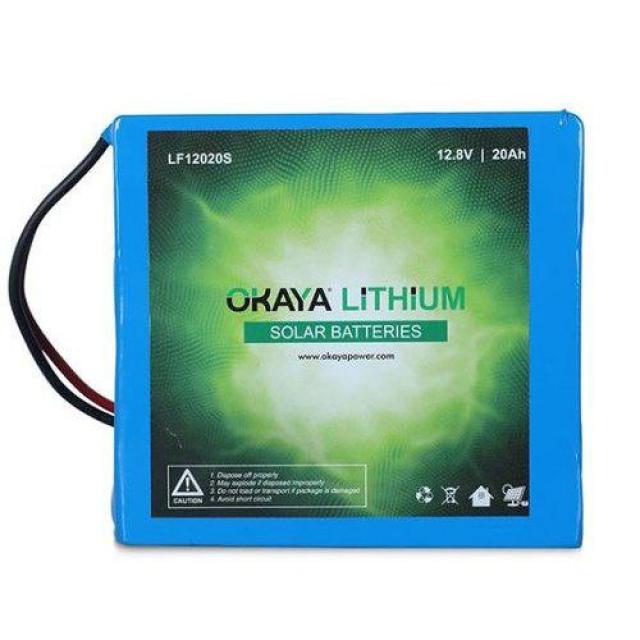 LF12020S
12.8V | 20Ah
OKAYA® LiTHiUM
SOLAR BATTERIES
www.okayapower.com
CAUTION
1. Dispose off properly
2. May explode if disposed improperly
3. Do not load or transport if package is damaged
4. Avoid short circuit